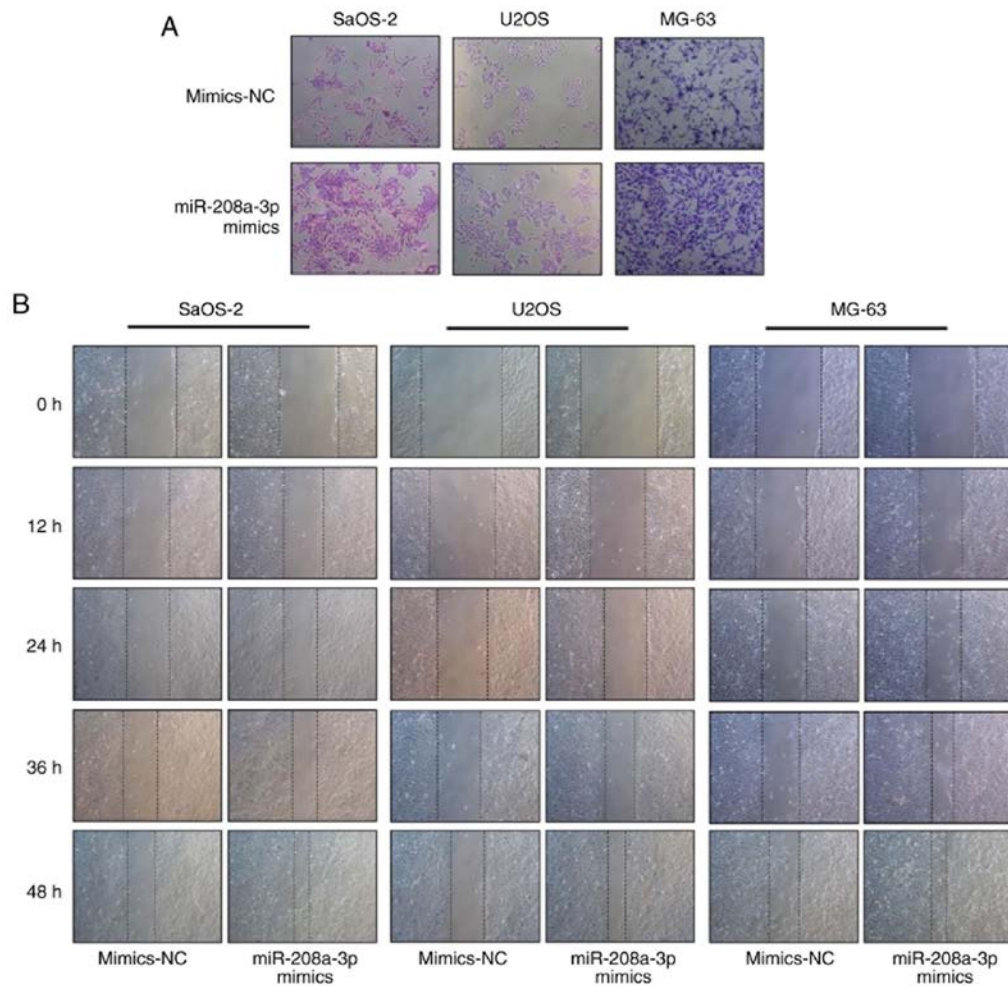 A
SaOS-2 U2OS MG-63
Mimics-NC
miR-208a-3p
mimics
B
SaOS-2 U2OS MG-63
0 h
12 h
24 h
36 h
48 h
Mimics-NC miR-208a-3p Mimics-NC miR-208a-3p Mimics-NC miR-208a-3p
mimics mimics mimics